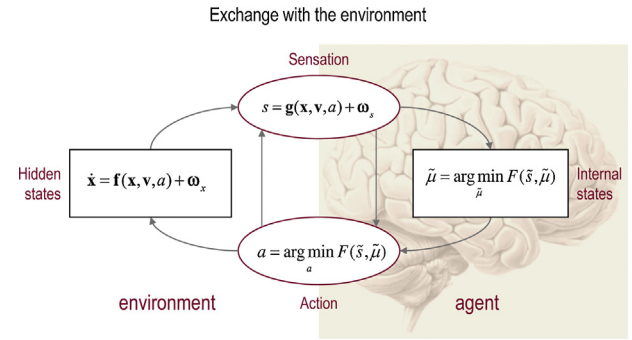 Exchange with the environment
Sensation
s = g(x,v,a) + ω_s
Hidden
states
ẋ = f(x,v,a) + ω_x
μ̃ = arg min F(s̃,μ̃)
μ̃
Internal
states
a = arg min F(s̃,μ̃)
a
environment
Action
agent